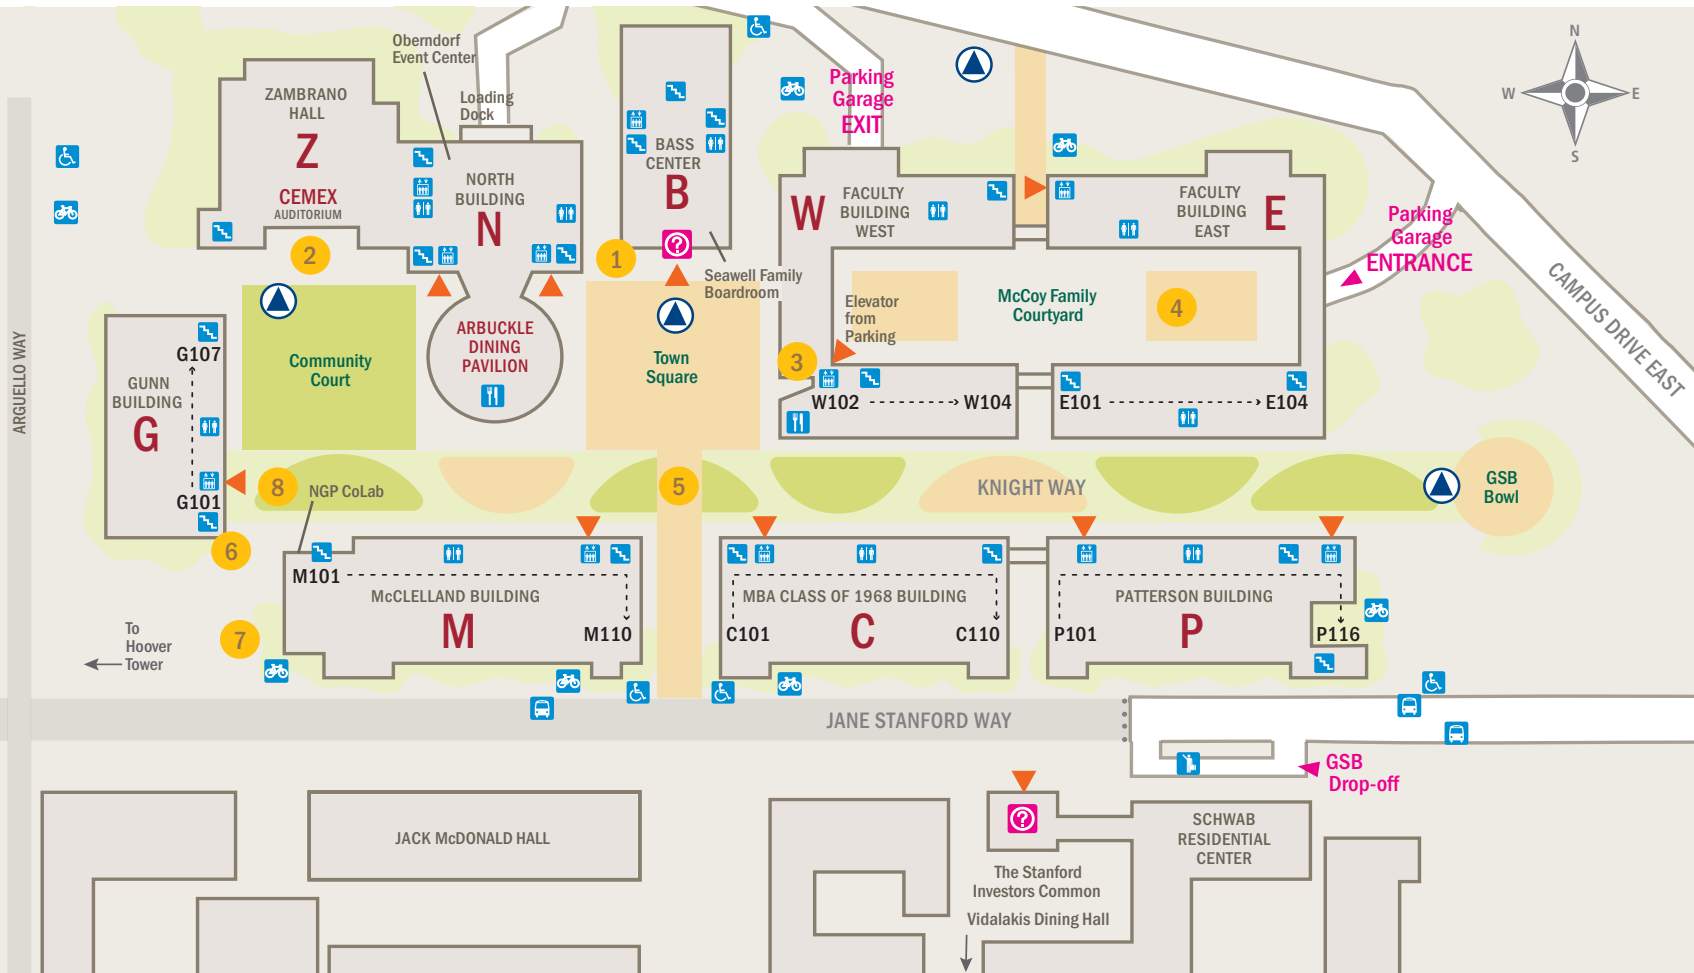 Oberndorf
Event Center
Loading
Dock
ZAMBRANO
HALL
Z
CEMEX
AUDITORIUM
2
NORTH
BUILDING
N
BASS
CENTER
B
?
1
Seawell Family
Boardroom
Parking
Garage
EXIT
W
FACULTY
BUILDING
WEST
FACULTY
BUILDING
EAST
E
N
W
E
S
Parking
Garage
ENTRANCE
CAMPUS DRIVE EAST
McCoy Family
Courtyard
4
Elevator
from
Parking
3
W102
W104
E101
E104
Town
Square
ARBUCKLE
DINING
PAVILION
Community
Court
ARGUELLO WAY
G107
GUNN
BUILDING
G
G101
8
NGP CoLab
6
5
KNIGHT WAY
GSB
Bowl
M101
McCLELLAND BUILDING
M
M110
MBA CLASS OF 1968 BUILDING
C101
C
C110
PATTERSON BUILDING
P101
P
P116
7
To
Hoover
Tower
JANE STANFORD WAY
GSB
Drop-off
JACK McDONALD HALL
?
The Stanford
Investors Common
Vidalakis Dining Hall
SCHWAB
RESIDENTIAL
CENTER